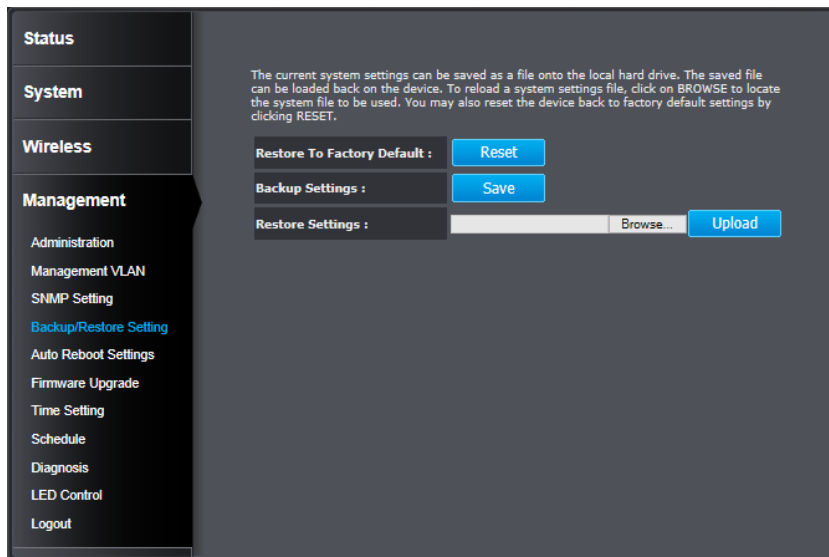 Status
System
Wireless
Management
Administration
Management VLAN
SNMP Setting
Backup/Restore Setting
Auto Reboot Settings
Firmware Upgrade
Time Setting
Schedule
Diagnosis
LED Control
Logout
The current system settings can be saved as a file onto the local hard drive. The saved file
can be loaded back on the device. To reload a system settings file, click on BROWSE to locate
the system file to be used. You may also reset the device back to factory default settings by
clicking RESET.
Restore To Factory Default : Reset
Backup Settings : Save
Restore Settings : Browse... Upload